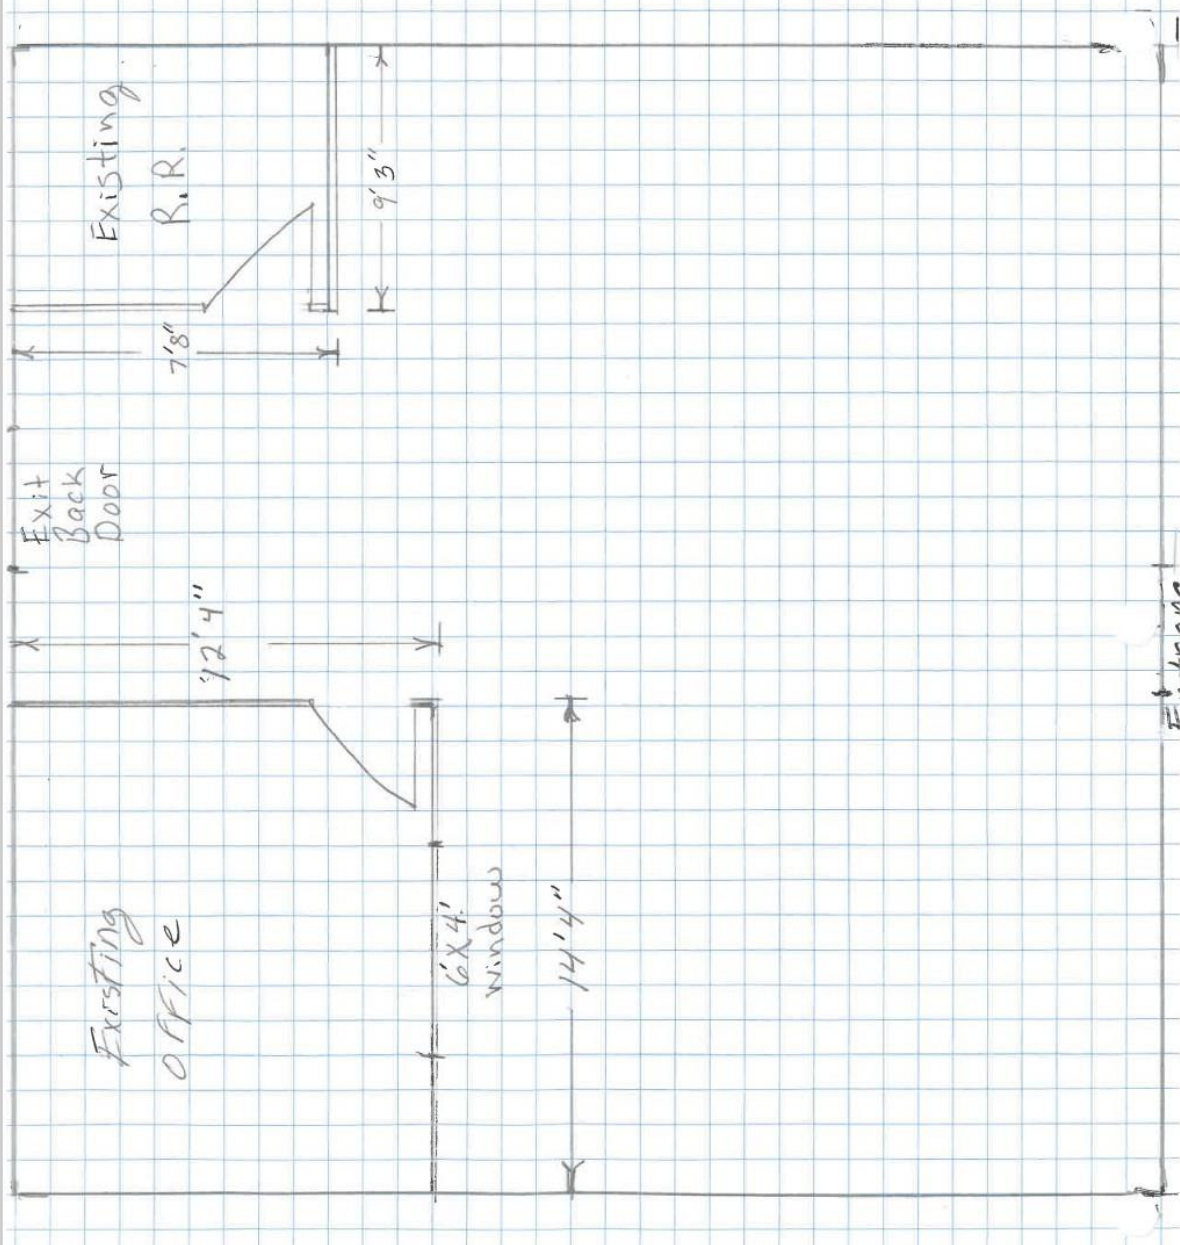 Existing
R.R.
9'3"
7'8"
Exit
Back
Door
12'4"
Existing
Office
6'X4'
Window
14'4"